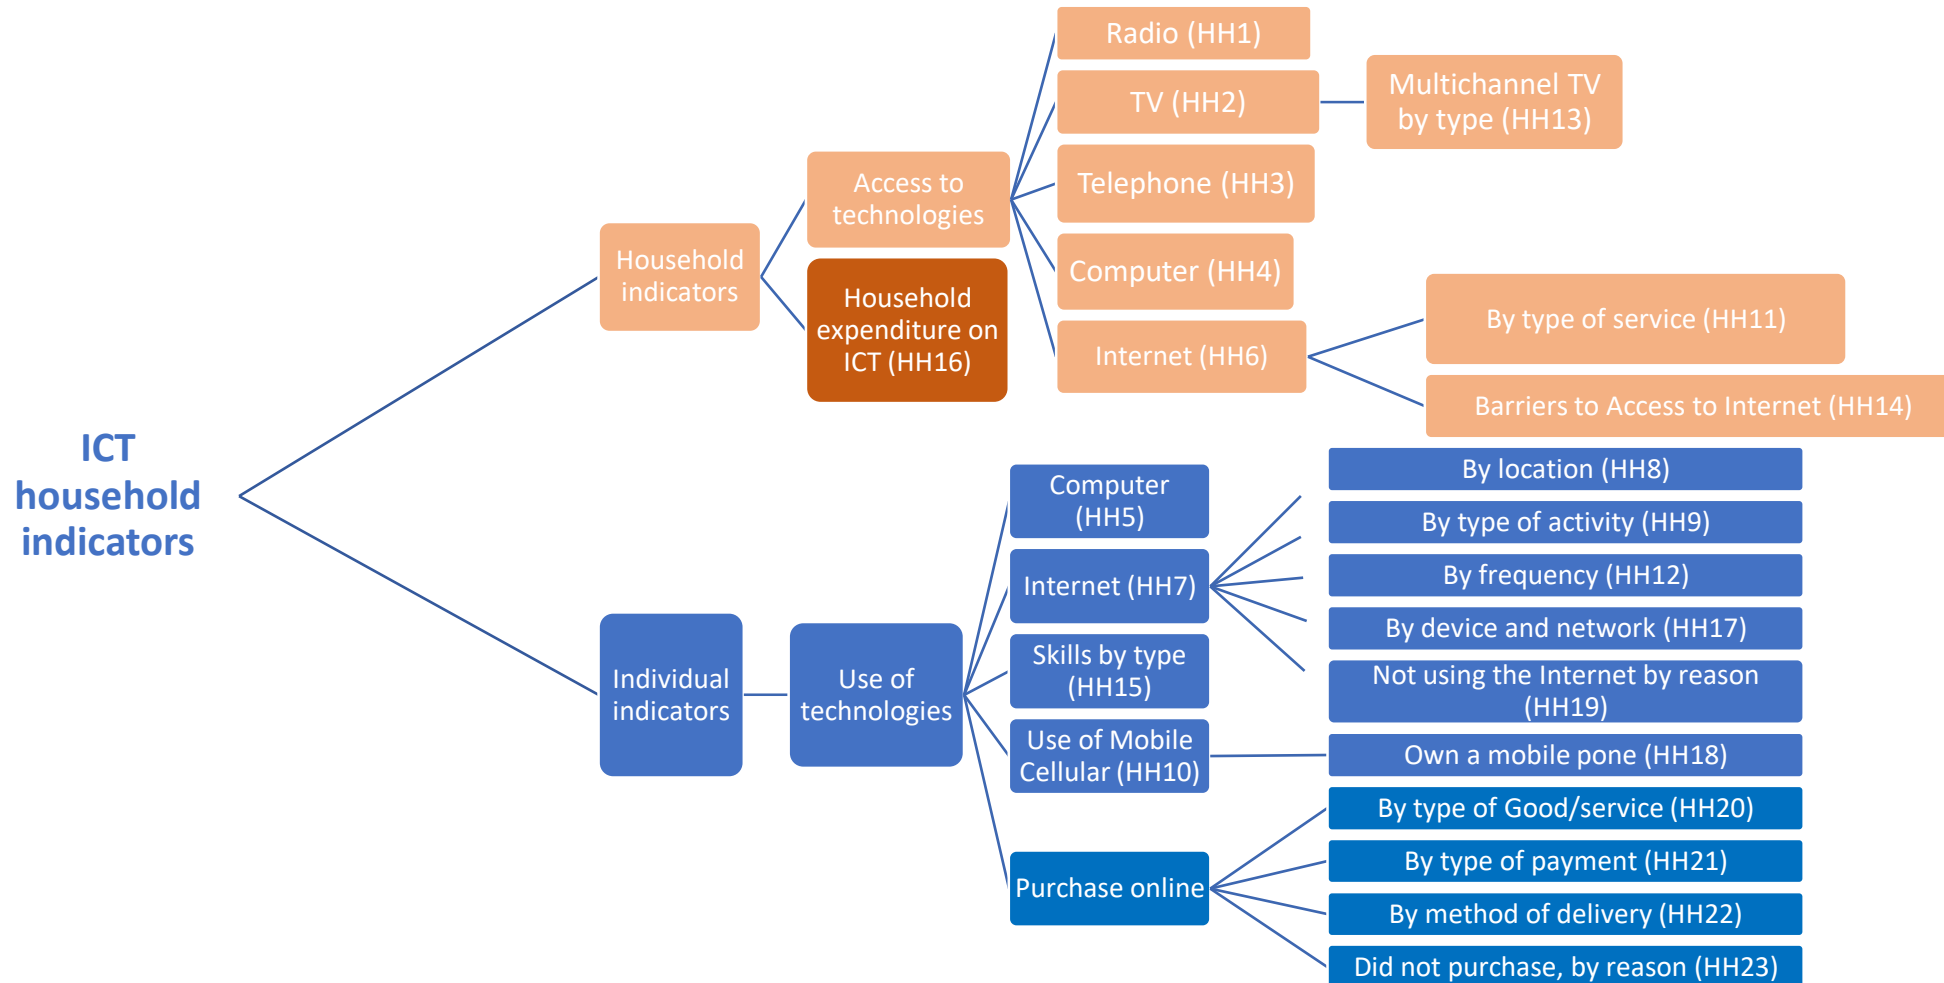 ICT
household
indicators
Household
indicators
Access to
technologies
Household
expenditure on
ICT (HH16)
Radio (HH1)
TV (HH2)
Multichannel TV
by type (HH13)
Telephone (HH3)
Computer (HH4)
Internet (HH6)
By type of service (HH11)
Barriers to Access to Internet (HH14)
Individual
indicators
Use of
technologies
Computer
(HH5)
Internet (HH7)
By location (HH8)
By type of activity (HH9)
By frequency (HH12)
By device and network (HH17)
Not using the Internet by reason
(HH19)
Skills by type
(HH15)
Use of Mobile
Cellular (HH10)
Own a mobile pone (HH18)
Purchase online
By type of Good/service (HH20)
By type of payment (HH21)
By method of delivery (HH22)
Did not purchase, by reason (HH23)